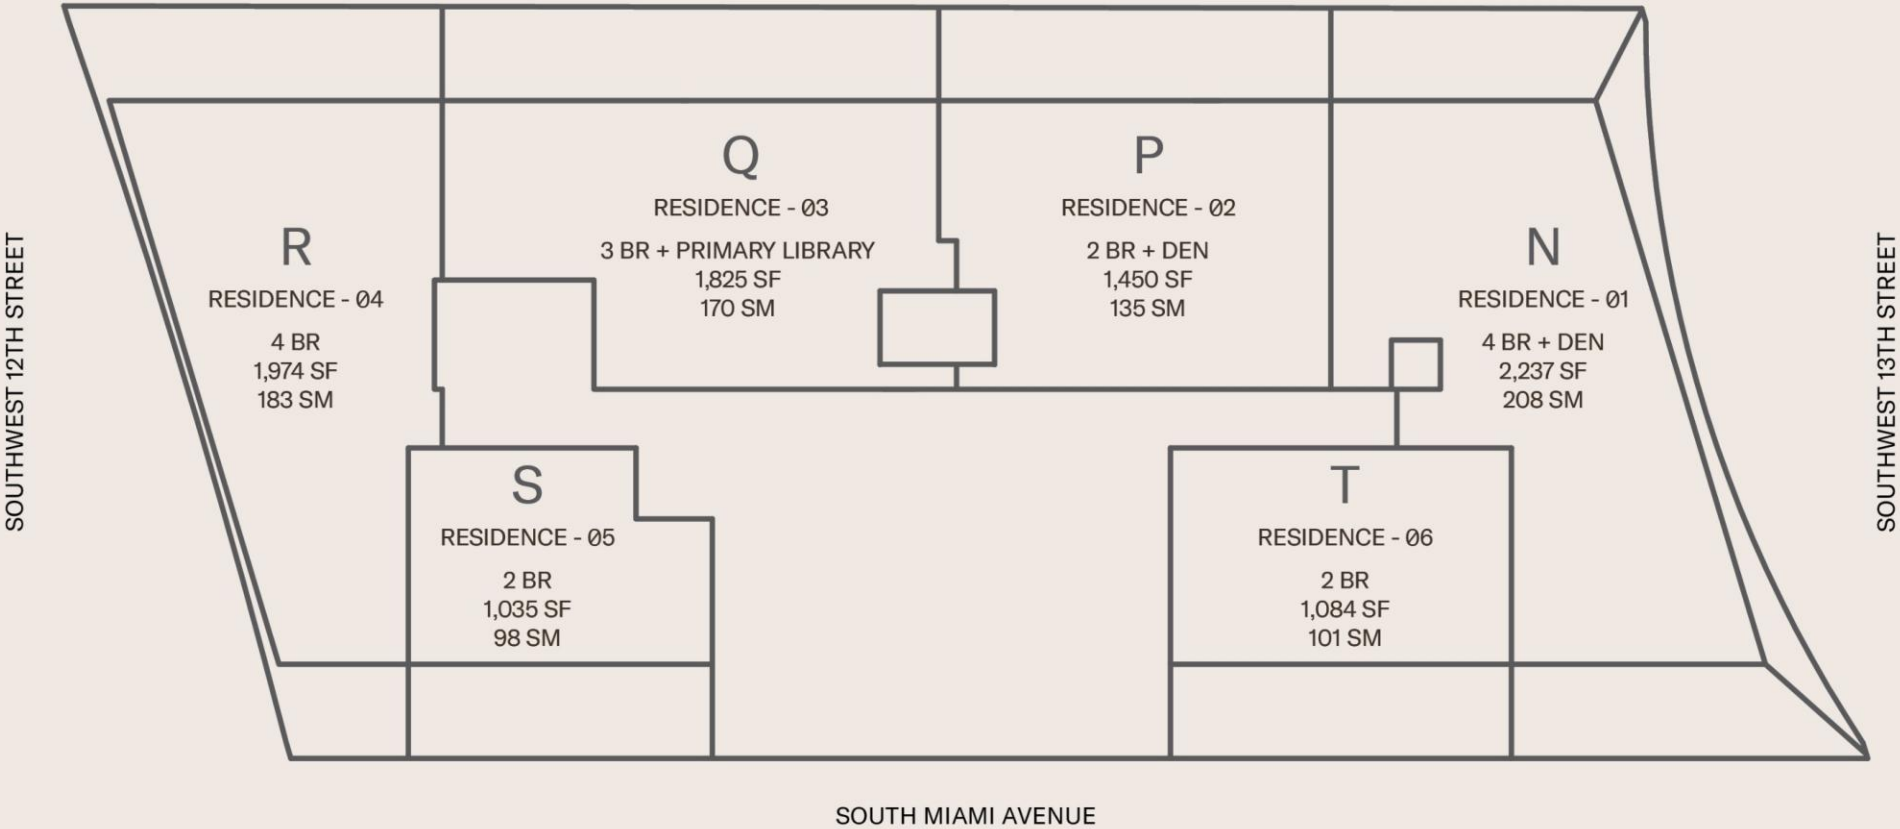 SOUTHWEST 12TH STREET
R
RESIDENCE - 04
4 BR
1,974 SF
183 SM
Q
RESIDENCE - 03
3 BR + PRIMARY LIBRARY
1,825 SF
170 SM
P
RESIDENCE - 02
2 BR + DEN
1,450 SF
135 SM
N
RESIDENCE - 01
4 BR + DEN
2,237 SF
208 SM
S
RESIDENCE - 05
2 BR
1,035 SF
98 SM
T
RESIDENCE - 06
2 BR
1,084 SF
101 SM
SOUTHWEST 13TH STREET
SOUTH MIAMI AVENUE